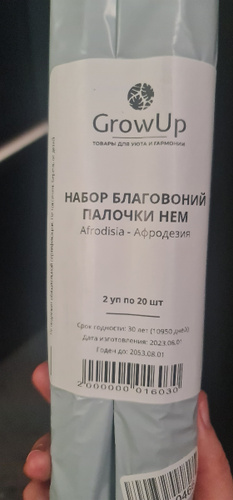 GrowUp
ТОВАРЫ ДЛЯ УЮТА И ГАРМОНИИ
НАБОР БЛАГОВОНИЙ
ПАЛОЧКИ НЕМ
Afrodisia - Афродезия
2 уп по 20 шт
Срок годности: 30 лет (10950 дней)
Дата изготовления: 2023.06.01
Годен до: 2053.08.01
2000000016030